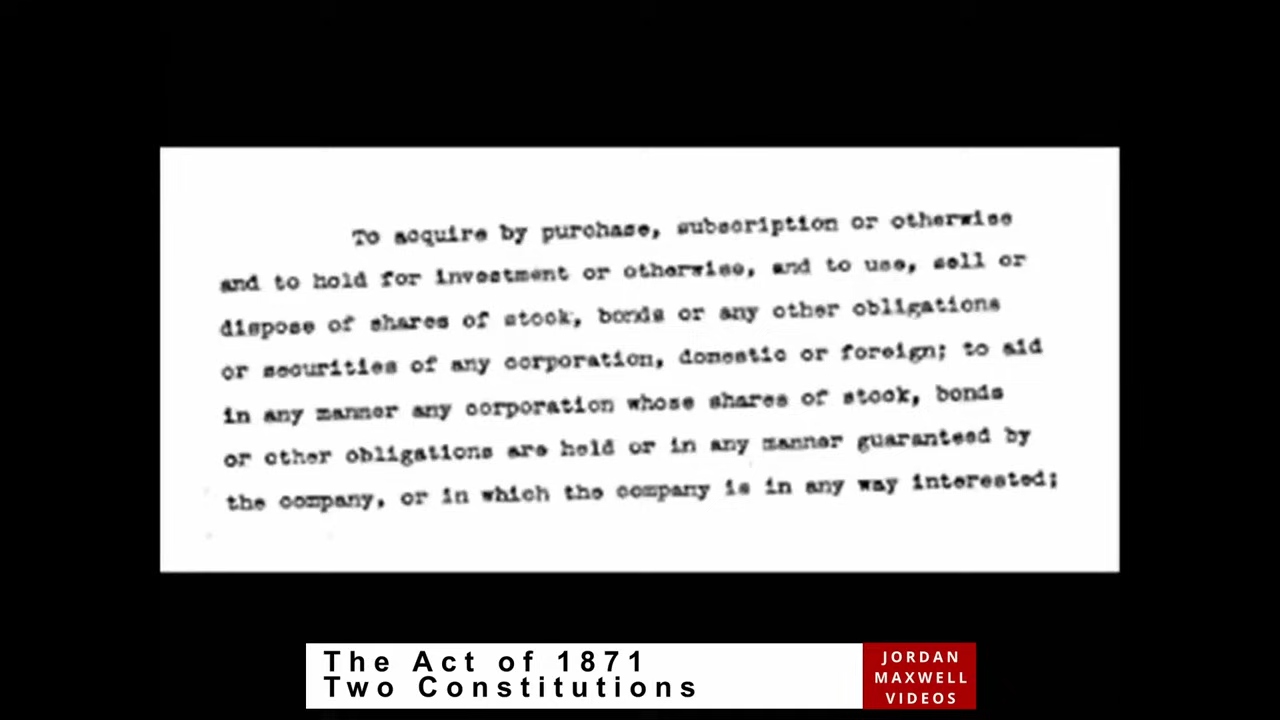 To acquire by purchase, subscription or otherwise
and to hold for investment or otherwise, and to use, sell or
dispose of shares of stock, bonds or any other obligations
or securities of any corporation, domestic or foreign; to aid
in any manner any corporation whose shares of stock, bonds
or other obligations are held or in any manner guaranteed by
the company, or in which the company is in any way interested;
The Act of 1871
Two Constitutions
JORDAN
MAXWELL
VIDEOS